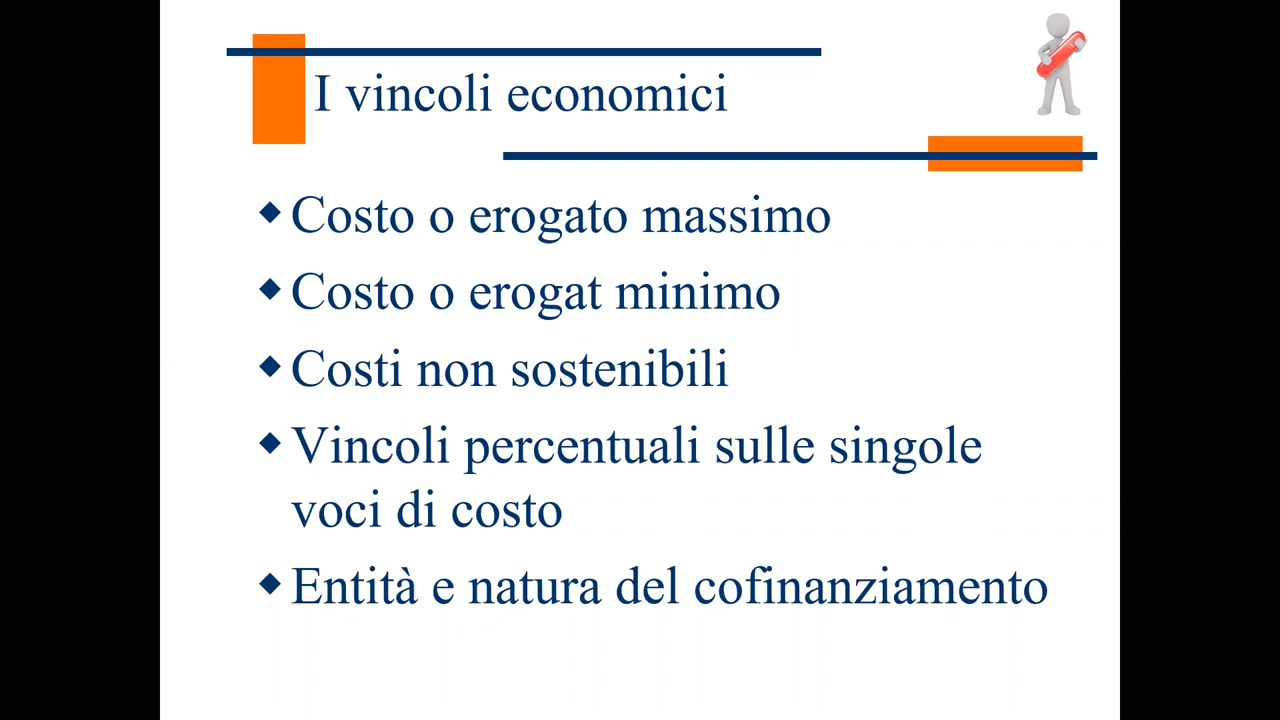 I vincoli economici
Costo o erogato massimo
Costo o erogat minimo
Costi non sostenibili
Vincoli percentuali sulle singole
voci di costo
Entità e natura del cofinanziamento